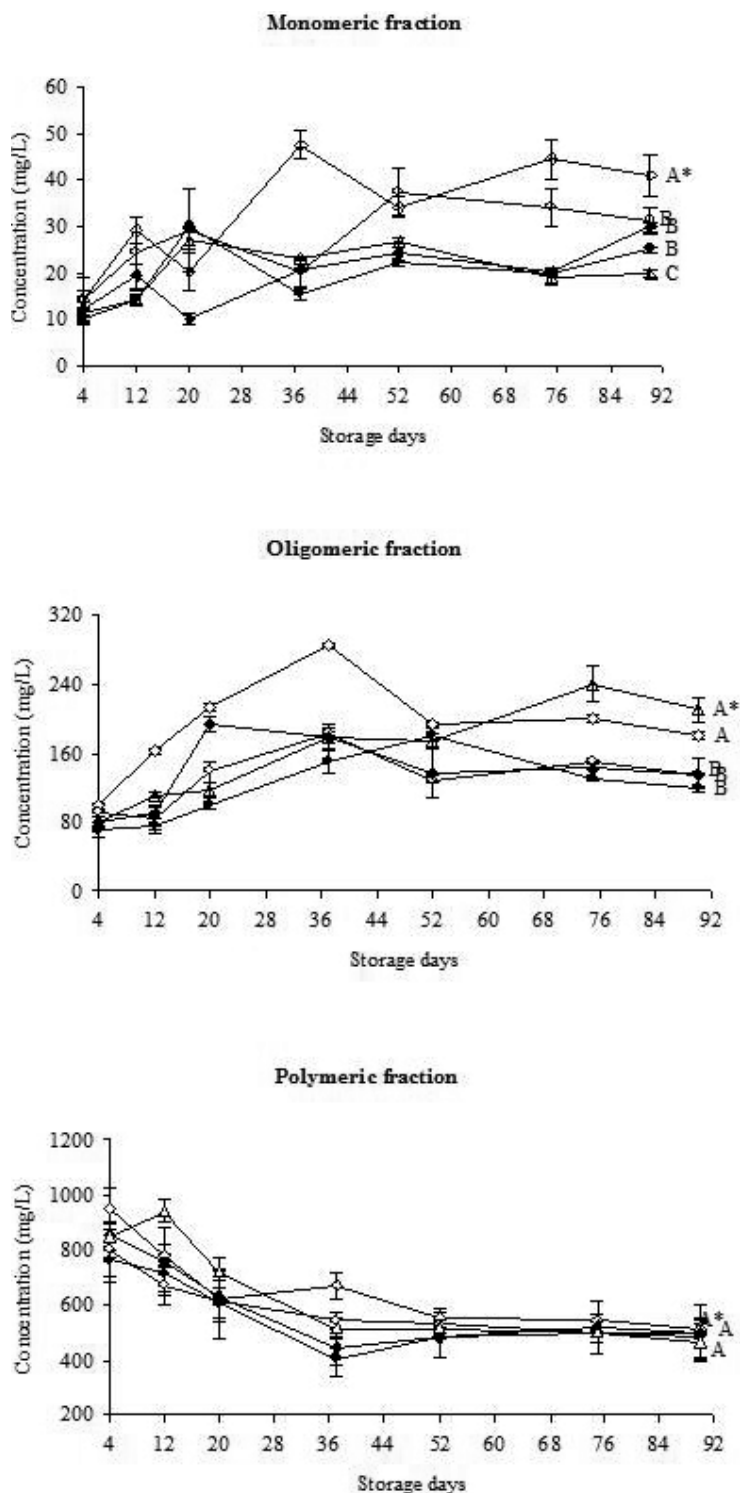 Monomeric fraction
60
50
40
30
20
10
0
Concentration (mg/L)
A*
B
B
B
C
4 12 20 28 36 44 52 60 68 76 84 92
Storage days
Oligomeric fraction
320
240
160
80
0
Concentration (mg/L)
A*
A
B
B
B
4 12 20 28 36 44 52 60 68 76 84 92
Storage days
Polymeric fraction
1200
1000
800
600
400
200
Concentration (mg/L)
A*
A
A
4 12 20 28 36 44 52 60 68 76 84 92
Storage days